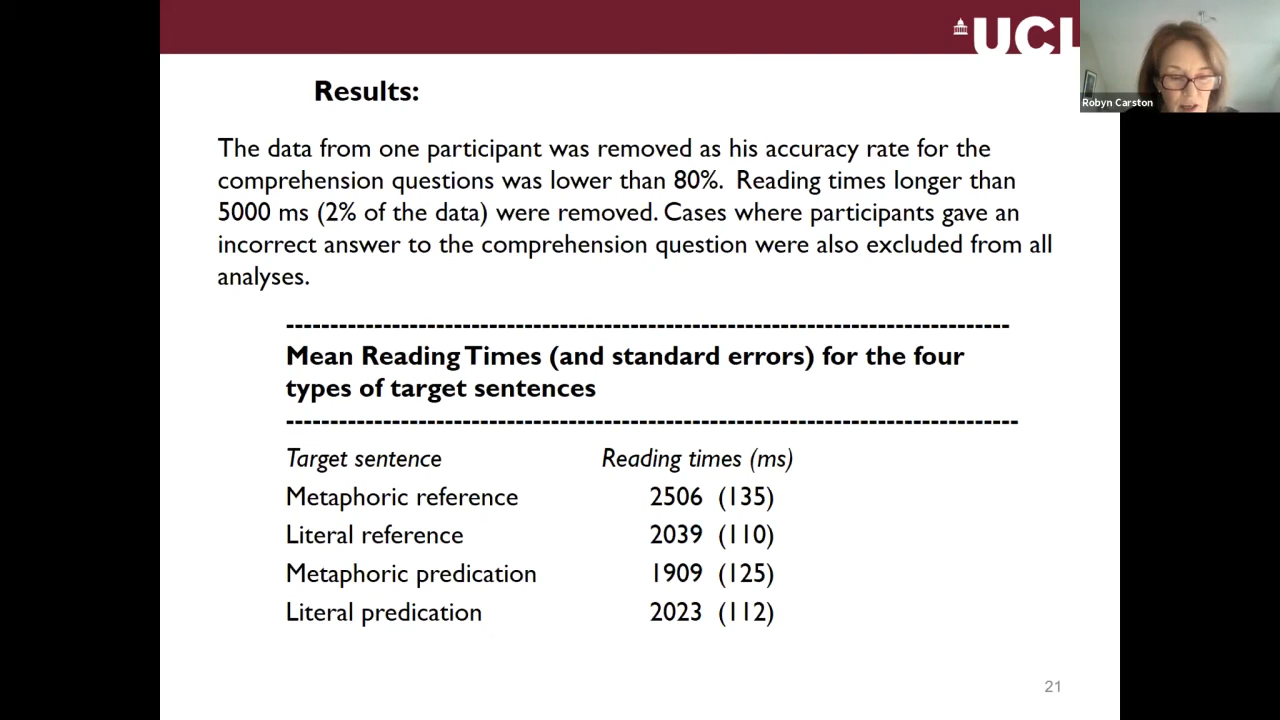 UCL
Robyn Carston
Results:
The data from one participant was removed as his accuracy rate for the
comprehension questions was lower than 80%. Reading times longer than
5000 ms (2% of the data) were removed. Cases where participants gave an
incorrect answer to the comprehension question were also excluded from all
analyses.
---------------------------------------------------------------------------------
Mean Reading Times (and standard errors) for the four
types of target sentences
----------------------------------------------------------------------------------
Target sentence Reading times (ms)
Metaphoric reference 2506 (135)
Literal reference 2039 (110)
Metaphoric predication 1909 (125)
Literal predication 2023 (112)
21